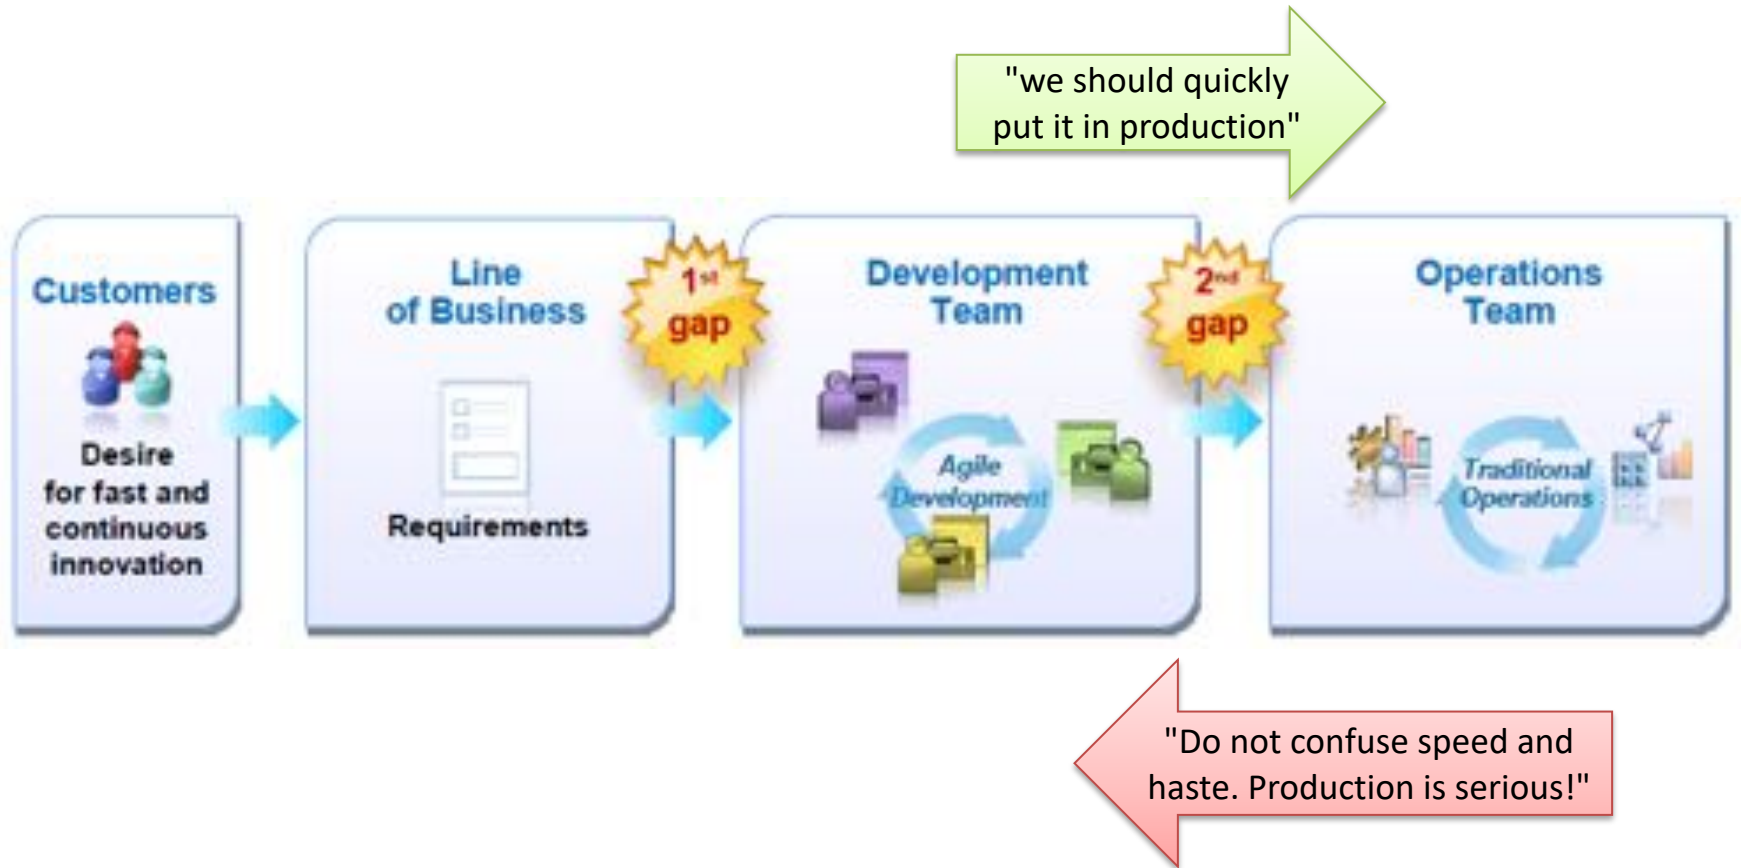 "we should quickly
put it in production"
Customers
Desire
for fast and
continuous
innovation
Line
of Business
Requirements
1st
gap
Development
Team
Agile
Development
2nd
gap
Operations
Team
Traditional
Operations
"Do not confuse speed and
haste. Production is serious!"